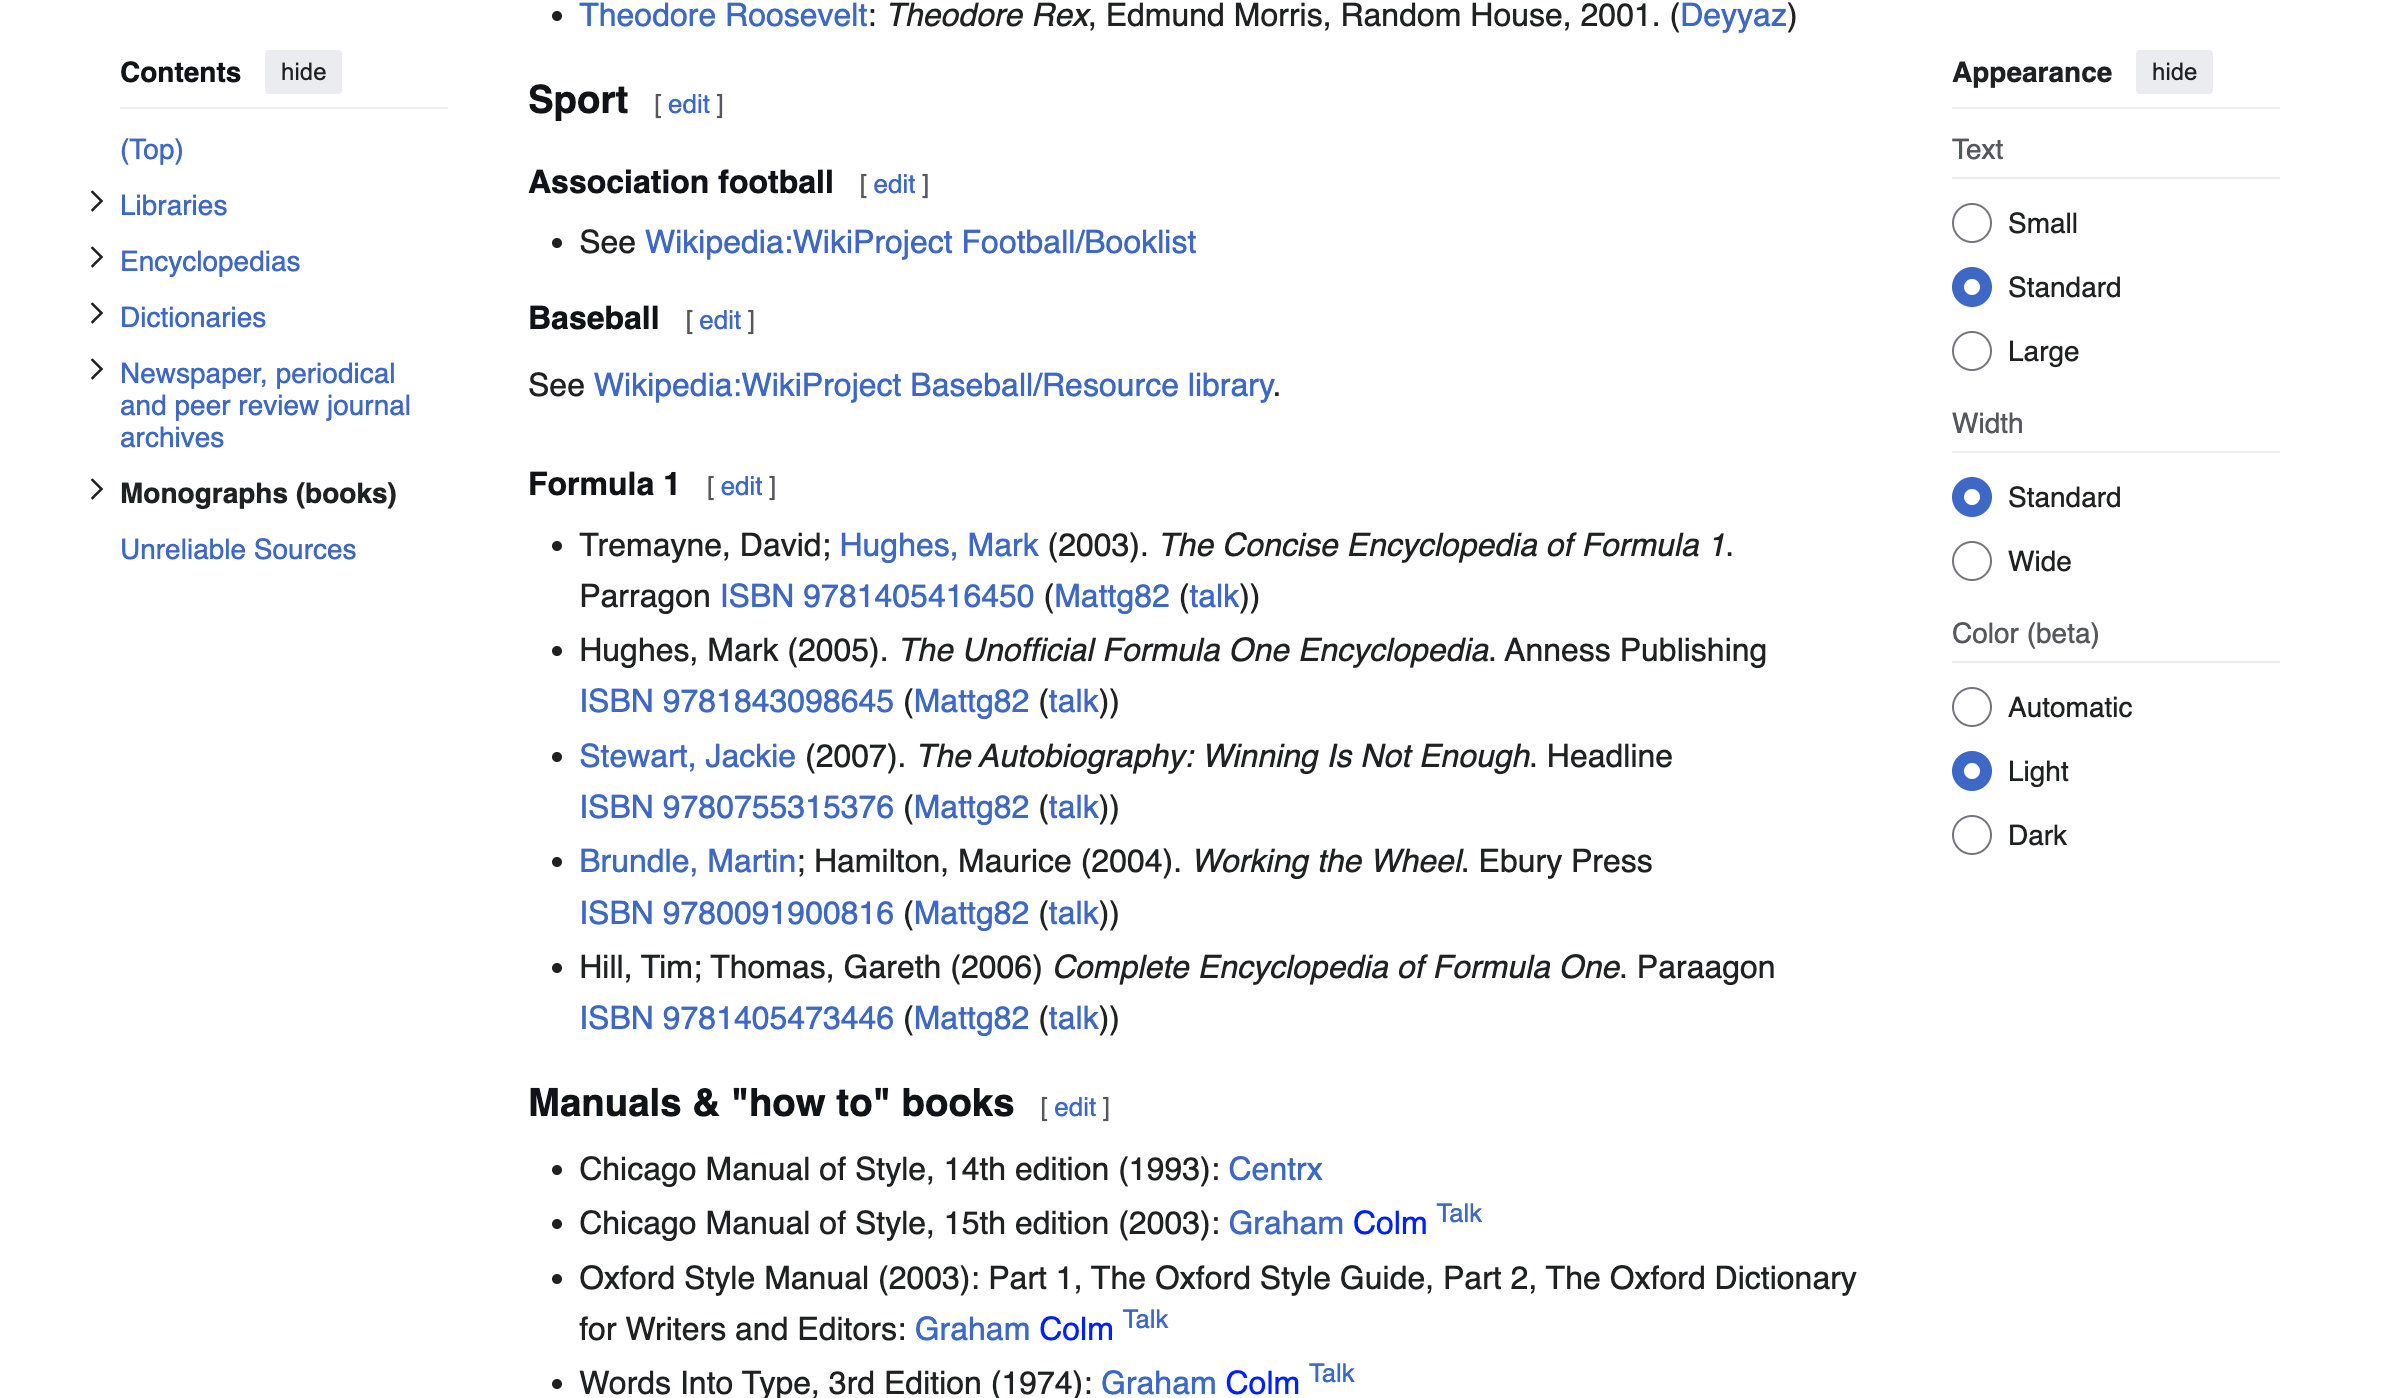 Theodore Roosevelt: Theodore Rex, Edmund Morris, Random House, 2001. (Deyyaz)
Contents hide
(Top)
Libraries
Encyclopedias
Dictionaries
Newspaper, periodical
and peer review journal
archives
Monographs (books)
Unreliable Sources
Sport [ edit ]
Association football [ edit ]
See Wikipedia:WikiProject Football/Booklist
Baseball [ edit ]
See Wikipedia:WikiProject Baseball/Resource library.
Formula 1 [ edit ]
Tremayne, David; Hughes, Mark (2003). The Concise Encyclopedia of Formula 1.
Parragon ISBN 9781405416450 (Mattg82 (talk))
Hughes, Mark (2005). The Unofficial Formula One Encyclopedia. Anness Publishing
ISBN 9781843098645 (Mattg82 (talk))
Stewart, Jackie (2007). The Autobiography: Winning Is Not Enough. Headline
ISBN 9780755315376 (Mattg82 (talk))
Brundle, Martin; Hamilton, Maurice (2004). Working the Wheel. Ebury Press
ISBN 9780091900816 (Mattg82 (talk))
Hill, Tim; Thomas, Gareth (2006) Complete Encyclopedia of Formula One. Paraagon
ISBN 9781405473446 (Mattg82 (talk))
Manuals & "how to" books [ edit ]
Chicago Manual of Style, 14th edition (1993): Centrx
Chicago Manual of Style, 15th edition (2003): Graham Colm Talk
Oxford Style Manual (2003): Part 1, The Oxford Style Guide, Part 2, The Oxford Dictionary
for Writers and Editors: Graham Colm Talk
Words Into Type, 3rd Edition (1974): Graham Colm Talk
Appearance hide
Text
Small
Standard
Large
Width
Standard
Wide
Color (beta)
Automatic
Light
Dark